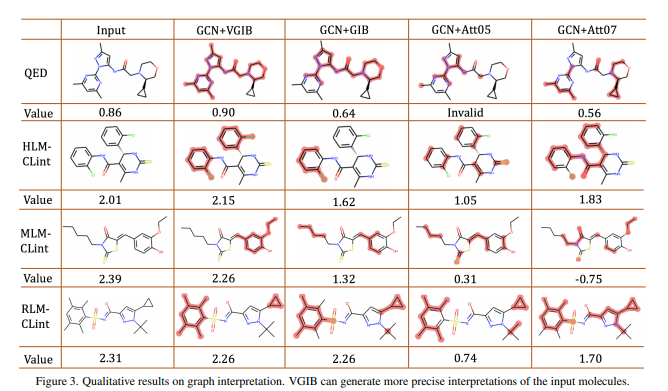 Input GCN+VGIB GCN+GIB GCN+Att05 GCN+Att07
QED
Value 0.86 0.90 0.64 Invalid 0.56
HLM-
CLint
Value 2.01 2.15 1.62 1.05 1.83
MLM-
CLint
Value 2.39 2.26 1.32 0.31 -0.75
RLM-
CLint
Value 2.31 2.26 2.26 0.74 1.70
Figure 3. Qualitative results on graph interpretation. VGIB can generate more precise interpretations of the input molecules.